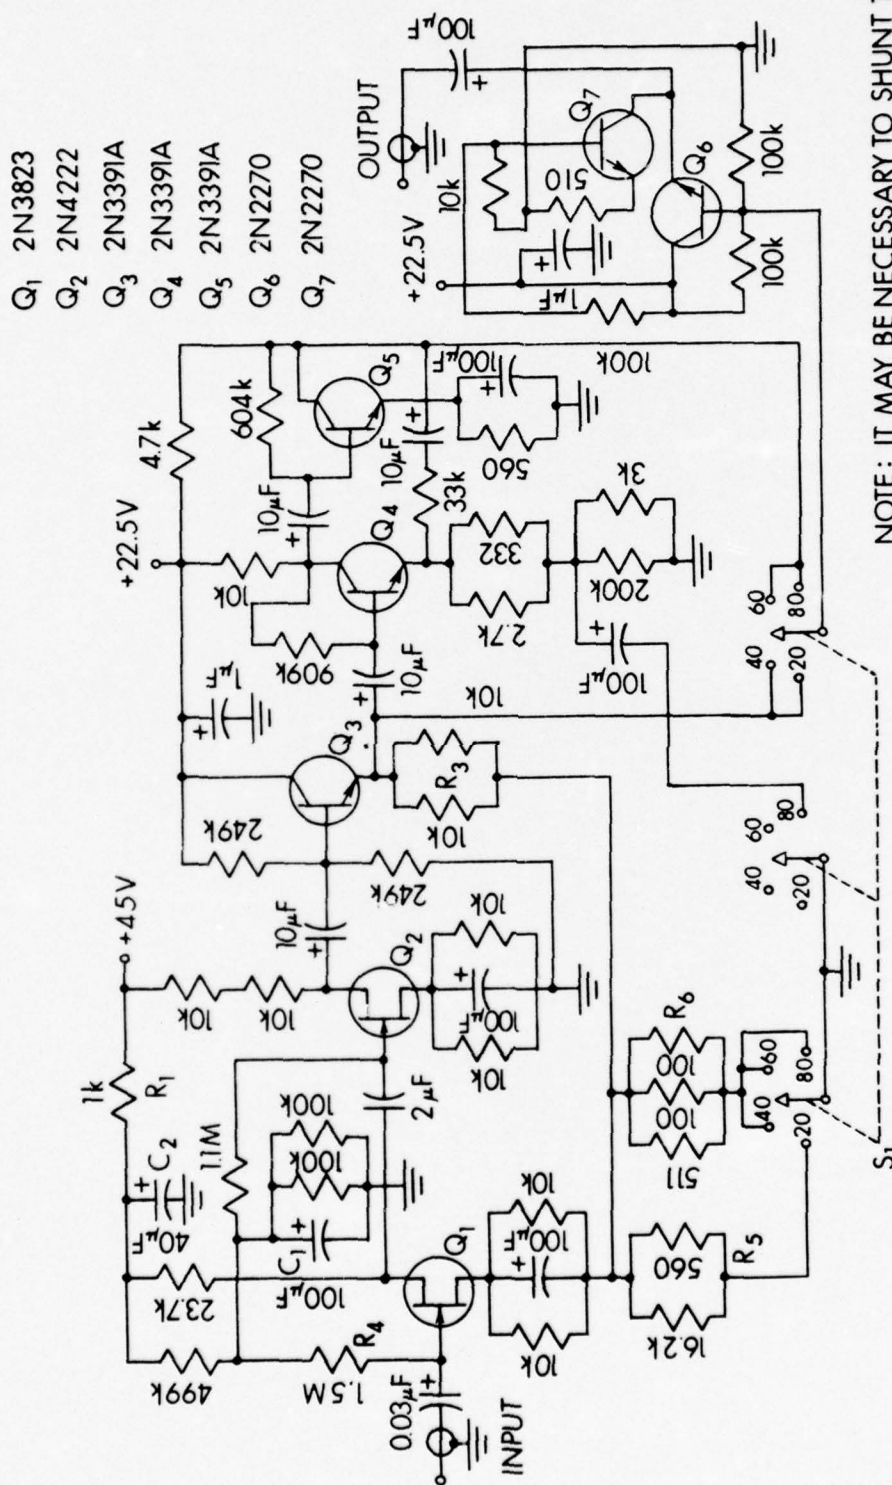 Q1 2N3823
Q2 2N4222
Q3 2N3391A
Q4 2N3391A
Q5 2N3391A
Q6 2N2270
Q7 2N2270
+45V
1k
R1
C2
40μF
499k
23.7k
1.1M
100k
100k
C1
100μF
1.5M
R4
0.03μF
INPUT
Q1
2μF
10k
10k
10μF
Q2
10k
100μF
10k
10k
100μF
10k
16.2k
560
R5
511
100
100
R6
249k
249k
Q3
10k
R3
10k
1μF
+22.5V
4.7k
10k
909k
10μF
10μF
Q4
604k
Q5
10μF
33k
2.7k
332
560
100μF
100k
100μF
200k
3k
20
40
60
80
20
40
60
80
20
40
60
80
S1
OUTPUT
100μF
+22.5V
10k
510
1μF
Q7
Q6
100k
100k
NOTE: IT MAY BE NECESSARY TO SHUNT